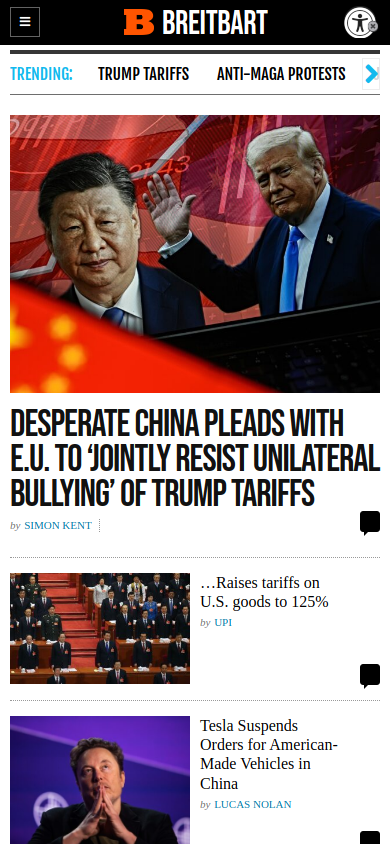 BREITBART
TRENDING:
TRUMP TARIFFS
ANTI-MAGA PROTESTS
DESPERATE CHINA PLEADS WITH
E.U. TO ‘JOINTLY RESIST UNILATERAL
BULLYING’ OF TRUMP TARIFFS
by SIMON KENT
…Raises tariffs on
U.S. goods to 125%
by UPI
Tesla Suspends
Orders for American-
Made Vehicles in
China
by LUCAS NOLAN